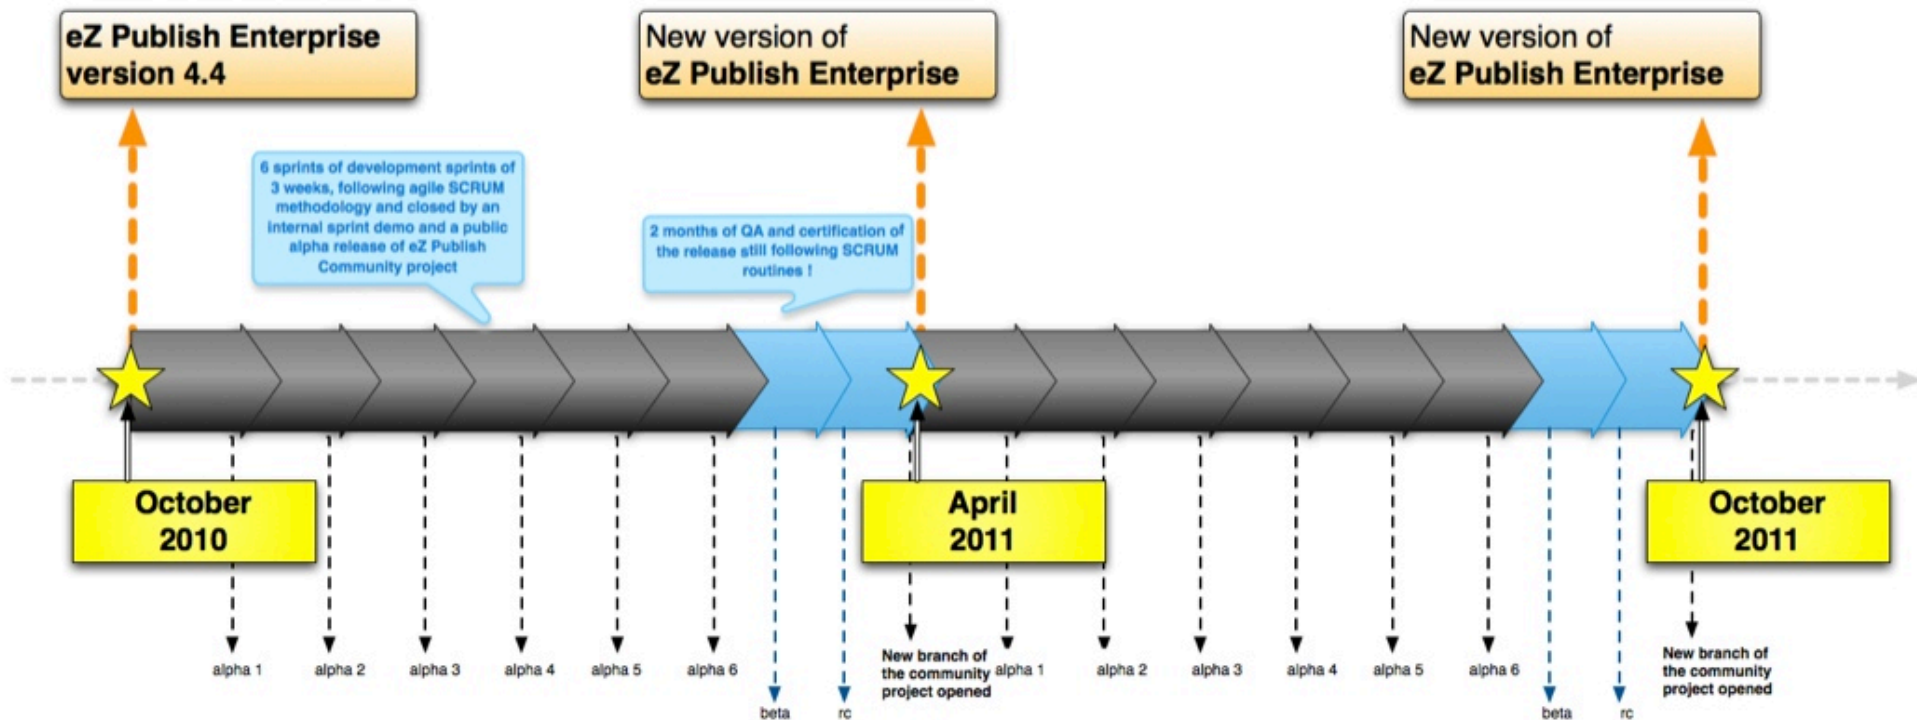 eZ Publish Enterprise
version 4.4
New version of
eZ Publish Enterprise
New version of
eZ Publish Enterprise
6 sprints of development sprints of
3 weeks, following agile SCRUM
methodology and closed by an
internal sprint demo and a public
alpha release of eZ Publish
Community project
2 months of QA and certification of
the release still following SCRUM
routines !
October
2010
April
2011
October
2011
alpha 1
alpha 2
alpha 3
alpha 4
alpha 5
alpha 6
beta
rc
New branch of
the community
project opened
alpha 1
alpha 2
alpha 3
alpha 4
alpha 5
alpha 6
beta
rc
New branch of
the community
project opened